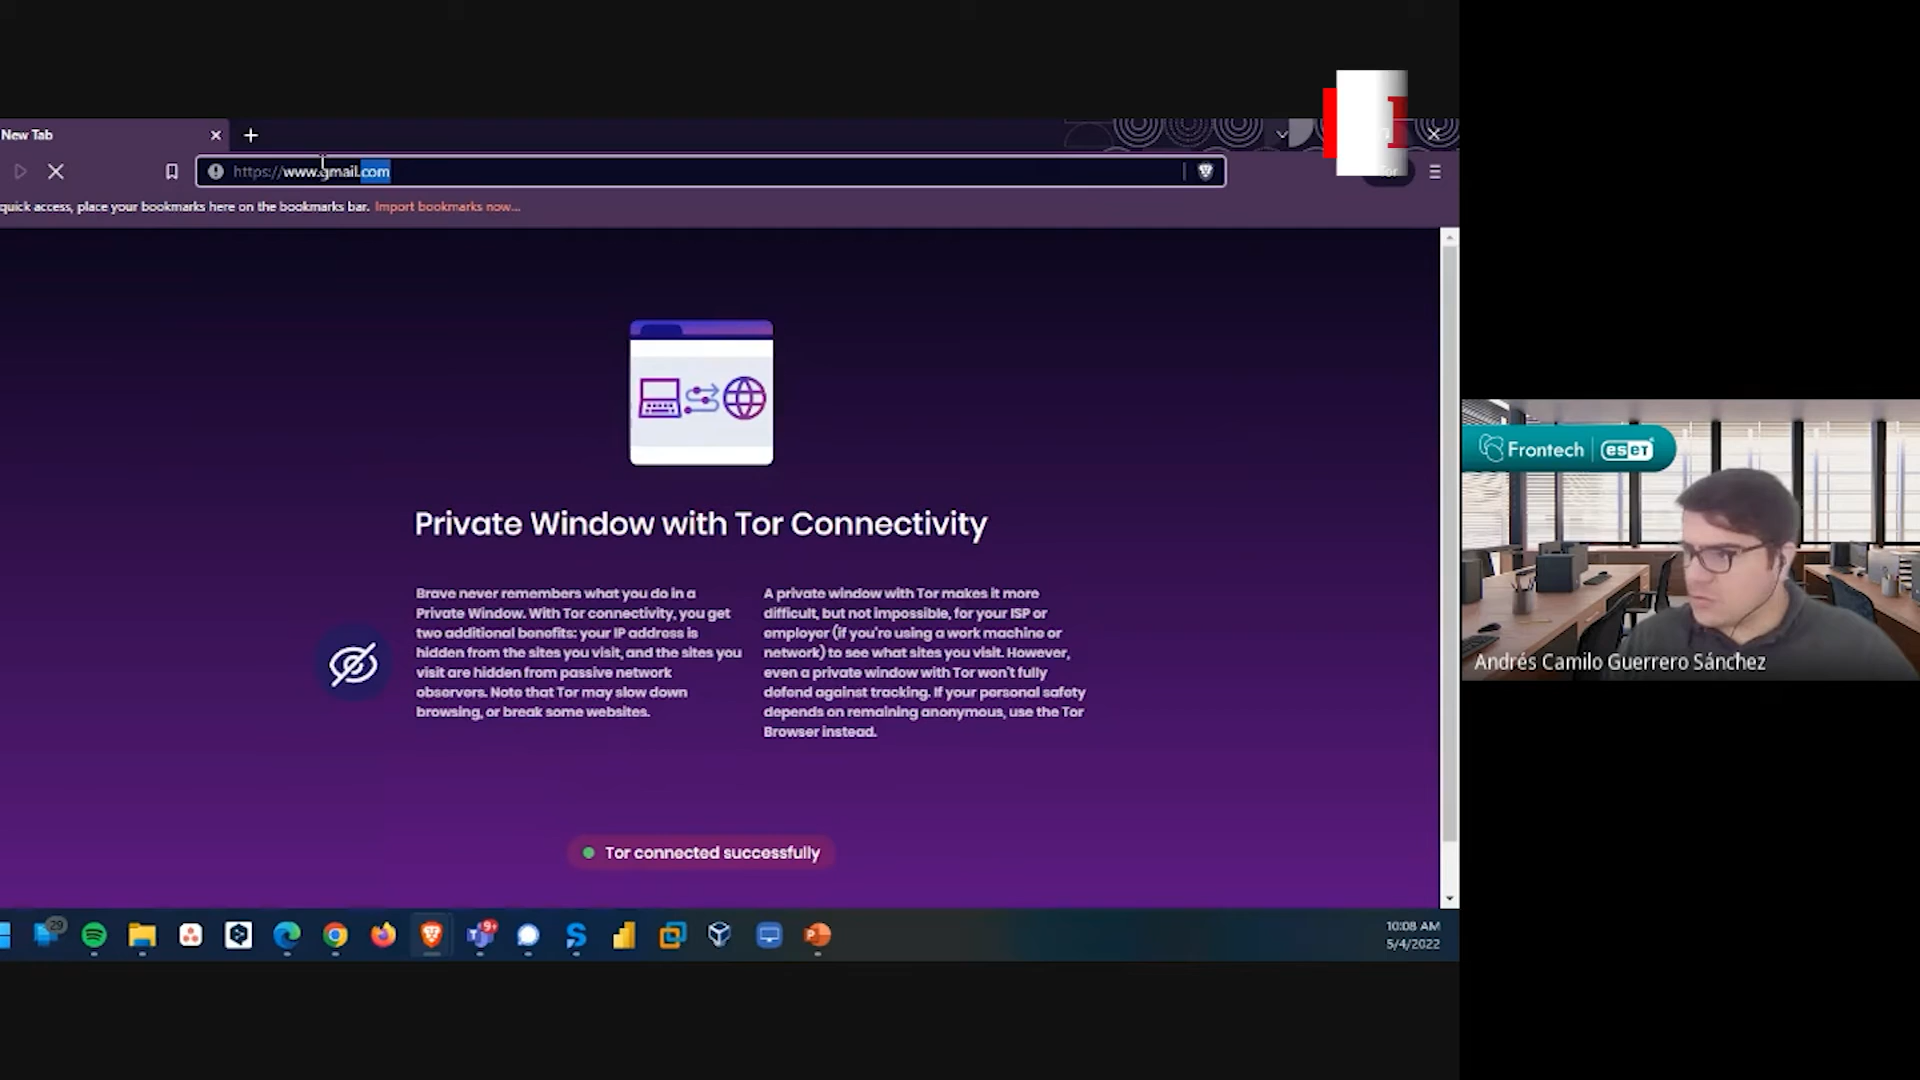 New Tab
https://www.gmail.com
quick access, place your bookmarks here on the bookmarks bar. Import bookmarks now...
Private Window with Tor Connectivity
Brave never remembers what you do in a
Private Window. With Tor connectivity, you get
two additional benefits: your IP address is
hidden from the sites you visit, and the sites you
visit are hidden from passive network
observers. Note that Tor may slow down
browsing, or break some websites.
A private window with Tor makes it more
difficult, but not impossible, for your ISP or
employer (if you're using a work machine or
network) to see what sites you visit. However,
even a private window with Tor won't fully
defend against tracking. If your personal safety
depends on remaining anonymous, use the Tor
Browser instead.
Tor connected successfully
Frontech eset
Andrés Camilo Guerrero Sánchez
29
9+
10:08 AM
5/4/2022